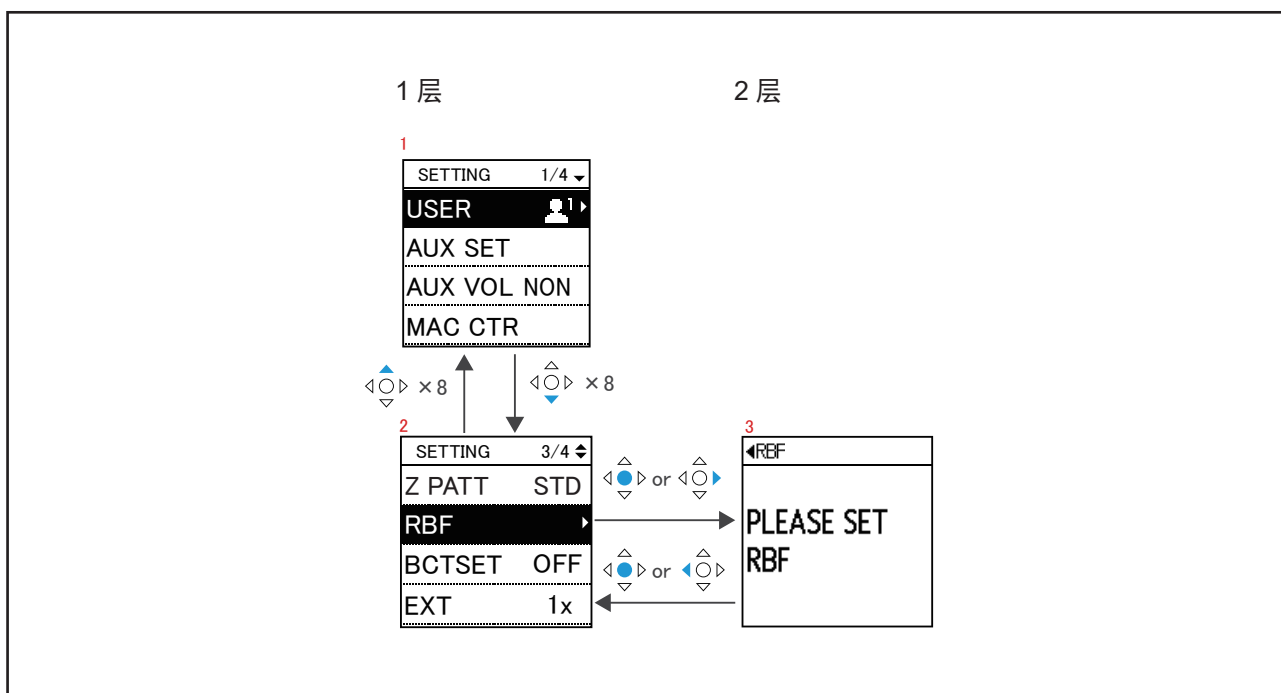 1 层
2 层
1
SETTING 1/4
USER 1
AUX SET
AUX VOL NON
MAC CTR
×8
×8
2
SETTING 3/4
Z PATT STD
RBF
BCTSET OFF
EXT 1x
or
or
3
RBF
PLEASE SET
RBF